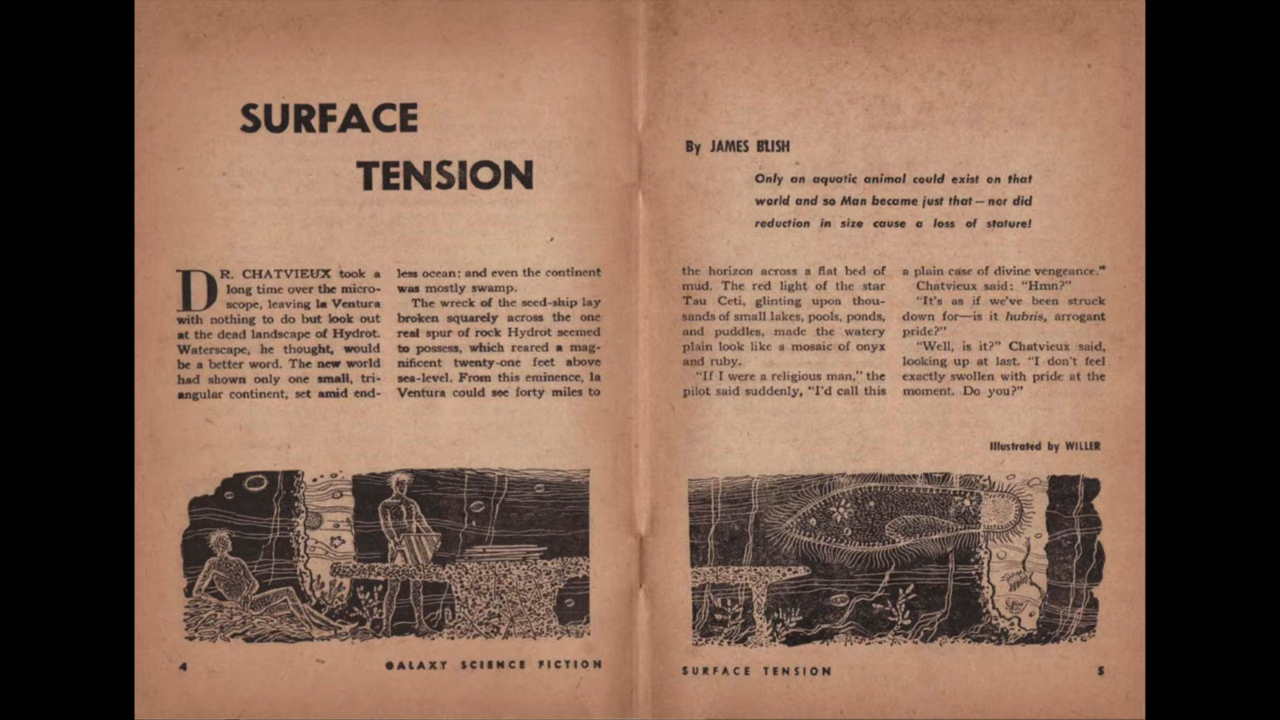 SURFACE
TENSION
DR. CHATVIEUX took a
long time over the micro-
scope, leaving la Ventura
with nothing to do but look out
at the dead landscape of Hydrot.
Waterscape, he thought, would
be a better word. The new world
had shown only one small, tri-
angular continent, set amid end-
less ocean; and even the continent
was mostly swamp.
The wreck of the seed-ship lay
broken squarely across the one
real spur of rock Hydrot seemed
to possess, which reared a mag-
nificent twenty-one feet above
sea-level. From this eminence, la
Ventura could see forty miles to
4
GALAXY SCIENCE FICTION
By JAMES BLISH
Only an aquatic animal could exist on that
world and so Man became just that — nor did
reduction in size cause a loss of stature!
the horizon across a flat bed of
mud. The red light of the star
Tau Ceti, glinting upon thou-
sands of small lakes, pools, ponds,
and puddles, made the watery
plain look like a mosaic of onyx
and ruby.
"If I were a religious man," the
pilot said suddenly, "I'd call this
a plain case of divine vengeance."
Chatvieux said: "Hmn?"
"It's as if we've been struck
down for—is it hubris, arrogant
pride?"
"Well, is it?" Chatvieux said,
looking up at last. "I don't feel
exactly swollen with pride at the
moment. Do you?"
Illustrated by WILLER
SURFACE TENSION
5